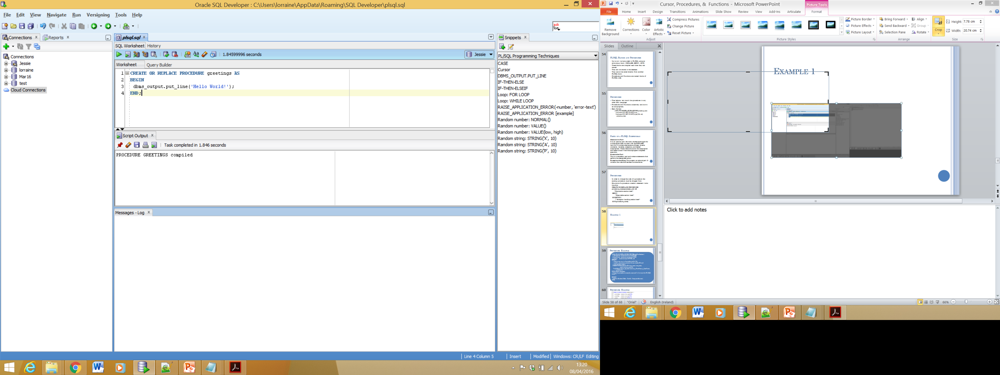 Oracle SQL Developer : C:\Users\lorraine\AppData\Roaming\SQL Developer\plsql.sql
File Edit View Navigate Run Versioning Tools Help
ask
Tom
Connections
Reports
Connections
Jessie
lorraine
Mar16
test
Cloud Connections
plsql.sql
SQL Worksheet History
1.84599996 seconds
Jessie
Worksheet Query Builder
1 CREATE OR REPLACE PROCEDURE greetings AS
2 BEGIN
3 dbms_output.put_line('Hello World!');
4 END;
Script Output
Task completed in 1.846 seconds
PROCEDURE GREETINGS compiled
Messages - Log
Snippets
PL/SQL Programming Techniques
CASE
Cursor
DBMS_OUTPUT.PUT_LINE
IF-THEN-ELSE
IF-THEN-ELSEIF
Loop: FOR LOOP
Loop: WHILE LOOP
RAISE_APPLICATION_ERROR(-number, 'error-text')
RAISE_APPLICATION_ERROR [example]
Random number: NORMAL()
Random number: VALUE()
Random number: VALUE(low, high)
Random string: STRING('X', 10)
Random string: STRING('A', 10)
Random string: STRING('P', 10)
Line 4 Column 5 Insert Modified Windows: CR/LF Editing
13:20
08/04/2016
Cursor, Procedures, & Functions - Microsoft PowerPoint
Picture Tools
File Home Insert Design Transitions Animations Slide Show Review View Add-Ins Articulate Format
Remove Background
Corrections
Color
Artistic Effects
Compress Pictures
Change Picture
Reset Picture
Adjust
Picture Styles
Picture Border
Picture Effects
Picture Layout
Bring Forward
Send Backward
Selection Pane
Align
Group
Rotate
Arrange
Crop
Height: 7.78 cm
Width: 20.74 cm
Size
Slides Outline
54
PL/SQL Blocks and Procedures
55
Procedures
56
Parts of a PL/SQL Subprogram
57
Procedures
58
Example 1
59
Procedure Example
60
Procedure Example
Example 1
Click to add notes
Slide 58 of 68 "Oriel" English (Ireland)
66%